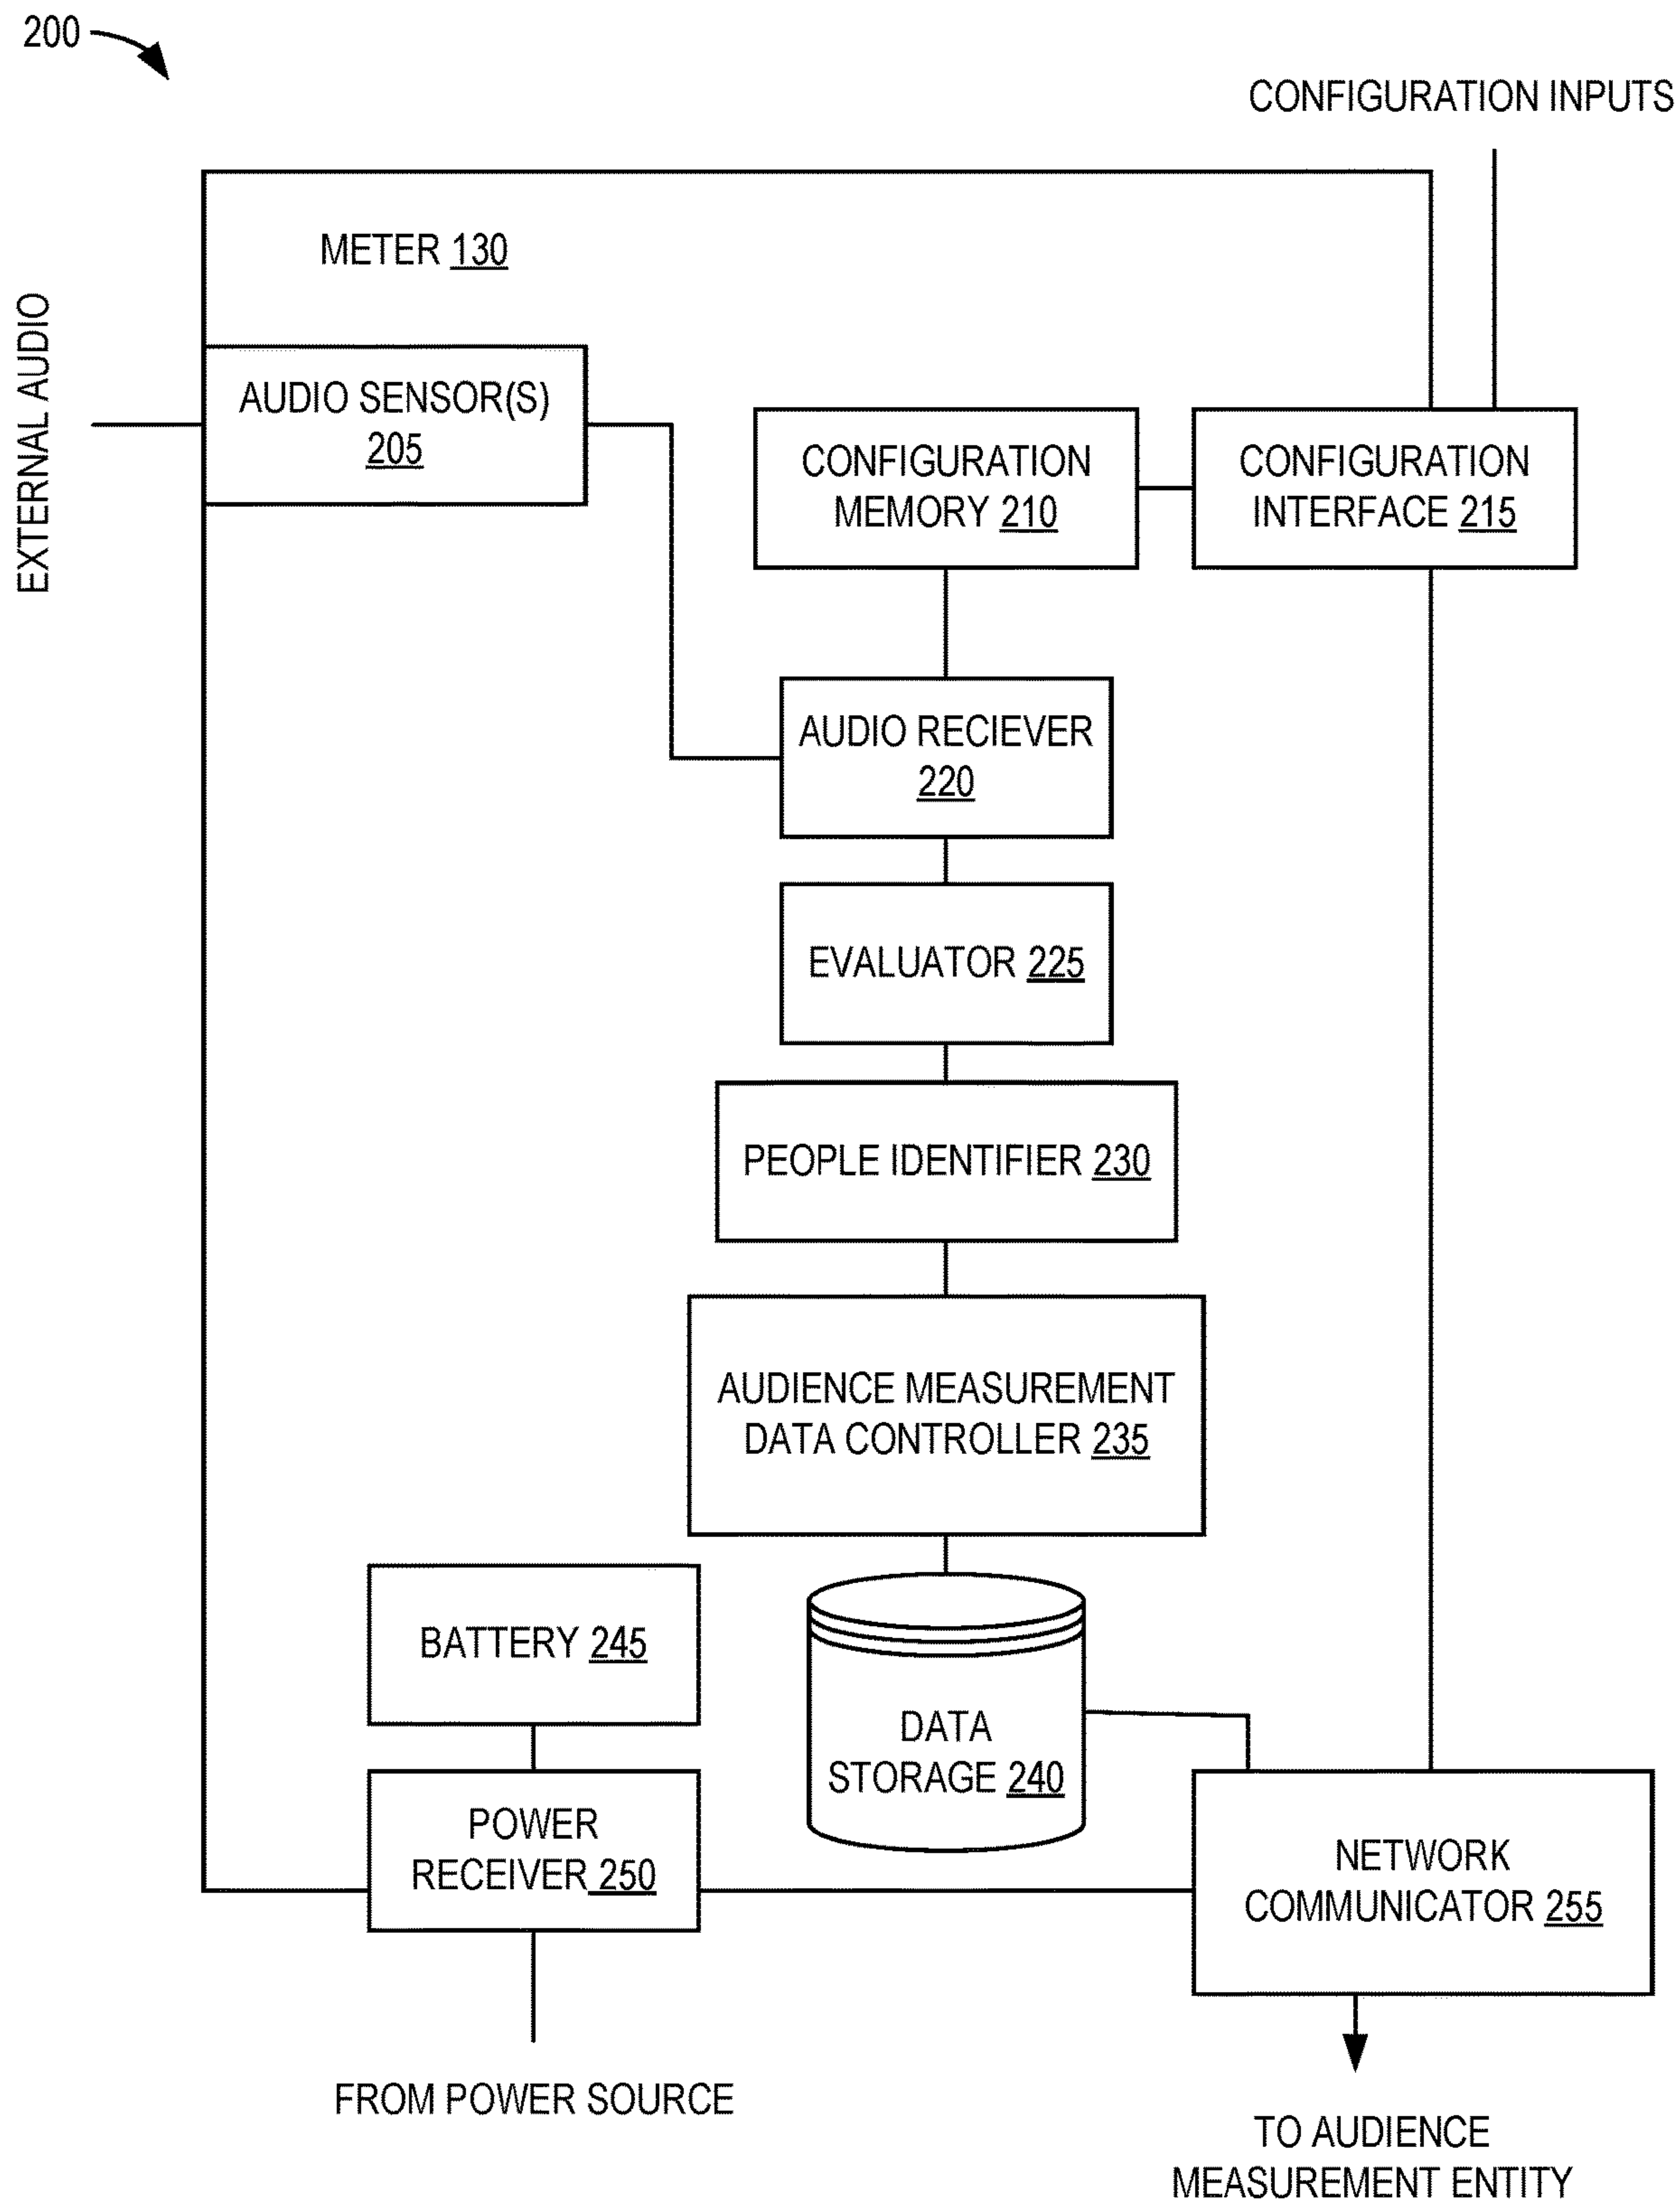 200
CONFIGURATION INPUTS
METER 130
EXTERNAL AUDIO
AUDIO SENSOR(S)
205
CONFIGURATION
MEMORY 210
CONFIGURATION
INTERFACE 215
AUDIO RECIEVER
220
EVALUATOR 225
PEOPLE IDENTIFIER 230
AUDIENCE MEASUREMENT
DATA CONTROLLER 235
BATTERY 245
DATA
STORAGE 240
POWER
RECEIVER 250
NETWORK
COMMUNICATOR 255
FROM POWER SOURCE
TO AUDIENCE
MEASUREMENT ENTITY